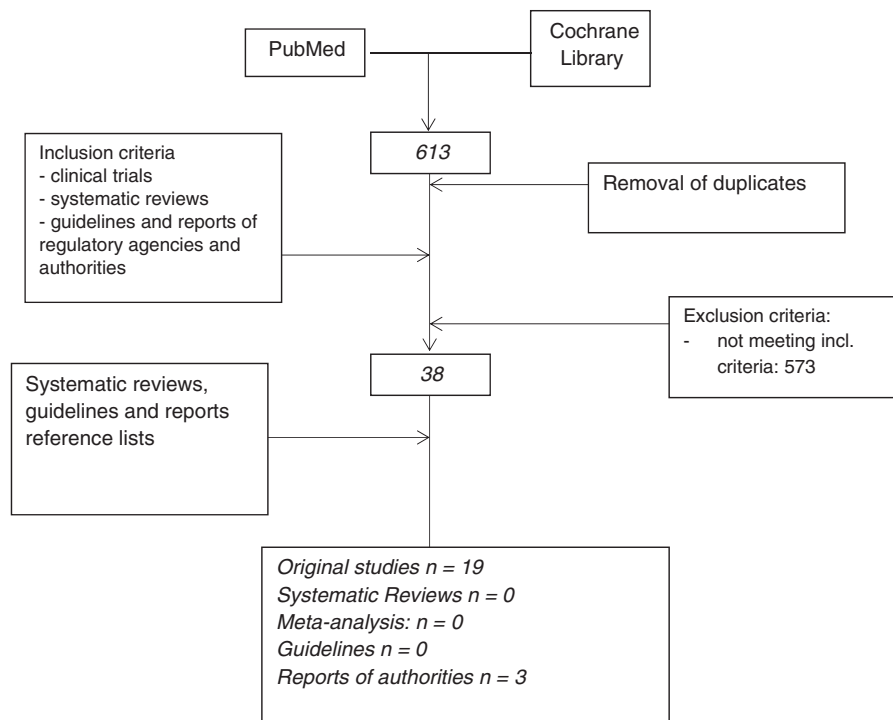 PubMed
Cochrane
Library
613
Inclusion criteria
- clinical trials
- systematic reviews
- guidelines and reports of
regulatory agencies and
authorities
Removal of duplicates
Exclusion criteria:
- not meeting incl.
criteria: 573
38
Systematic reviews,
guidelines and reports
reference lists
Original studies n = 19
Systematic Reviews n = 0
Meta-analysis: n = 0
Guidelines n = 0
Reports of authorities n = 3